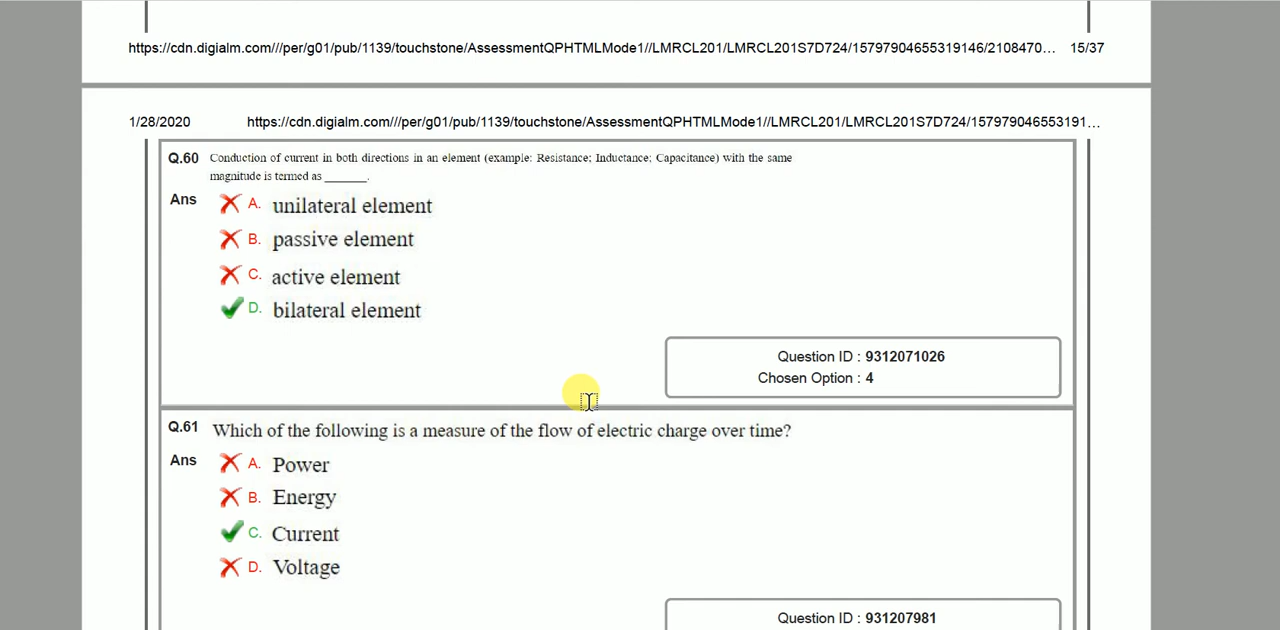 https://cdn.digialm.com///per/g01/pub/1139/touchstone/AssessmentQPHTMLMode1//LMRCL201/LMRCL201S7D724/15797904655319146/2108470... 15/37
1/28/2020 https://cdn.digialm.com///per/g01/pub/1139/touchstone/AssessmentQPHTMLMode1//LMRCL201/LMRCL201S7D724/157979046553191...
Q.60 Conduction of current in both directions in an element (example: Resistance; Inductance; Capacitance) with the same
magnitude is termed as _______.
Ans A. unilateral element
B. passive element
C. active element
D. bilateral element
Question ID : 9312071026
Chosen Option : 4
Q.61 Which of the following is a measure of the flow of electric charge over time?
Ans A. Power
B. Energy
C. Current
D. Voltage
Question ID : 931207981